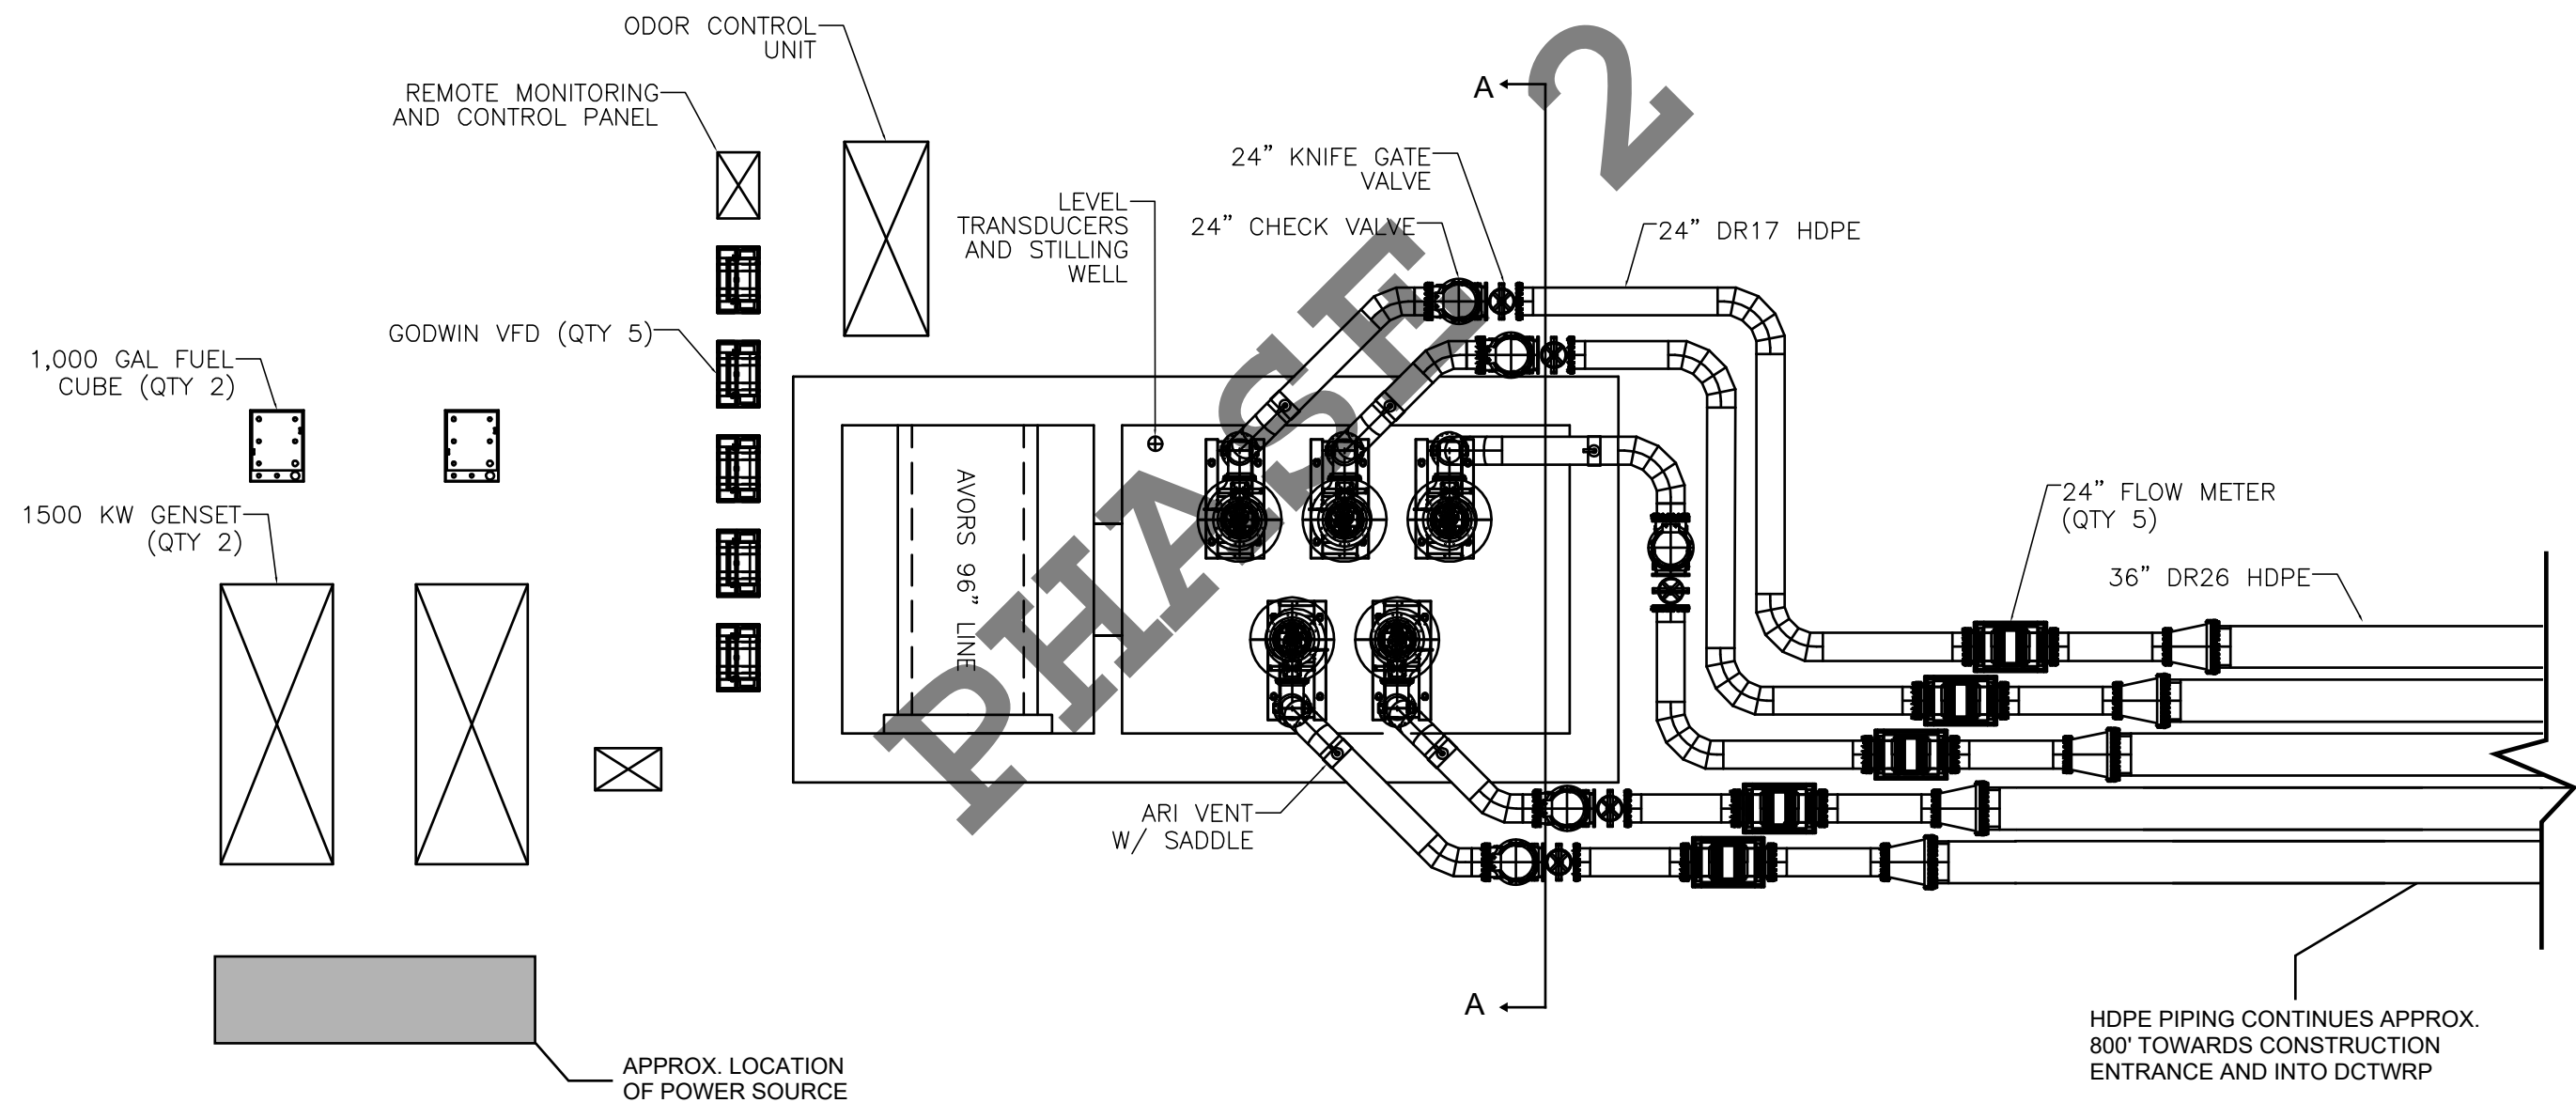 ODOR CONTROL
UNIT
REMOTE MONITORING
AND CONTROL PANEL
A
24" KNIFE GATE
VALVE
LEVEL
TRANSDUCERS
AND STILLING
WELL
24" CHECK VALVE
24" DR17 HDPE
GODWIN VFD (QTY 5)
1,000 GAL FUEL
CUBE (QTY 2)
1500 KW GENSET
(QTY 2)
AVORS 96" LINE
PHASE 2
24" FLOW METER
(QTY 5)
36" DR26 HDPE
ARI VENT
W/ SADDLE
A
HDPE PIPING CONTINUES APPROX.
800' TOWARDS CONSTRUCTION
ENTRANCE AND INTO DCTWRP
APPROX. LOCATION
OF POWER SOURCE